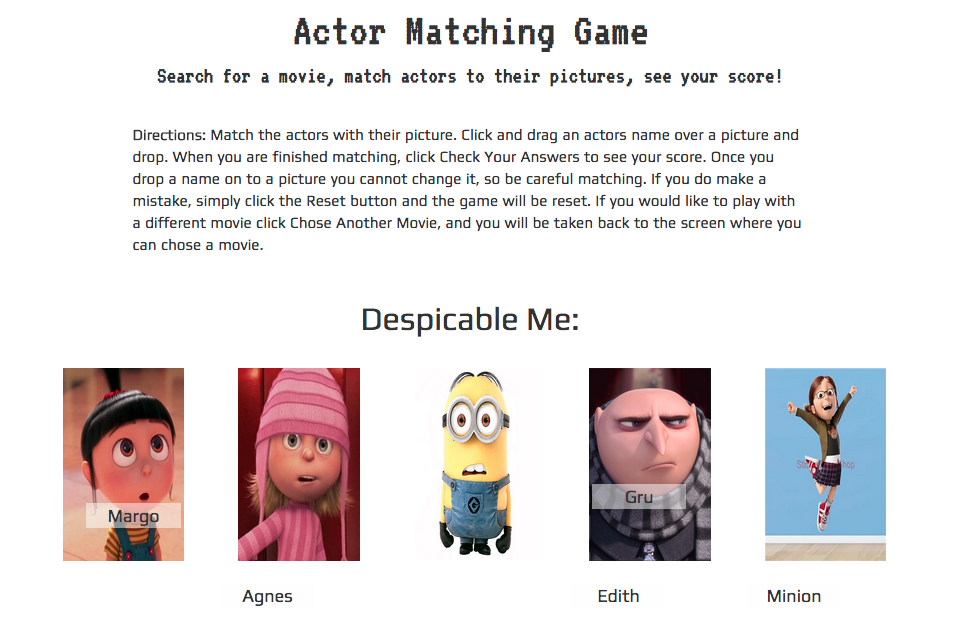 Actor Matching Game
Search for a movie, match actors to their pictures, see your score!
Directions: Match the actors with their picture. Click and drag an actors name over a picture and
drop. When you are finished matching, click Check Your Answers to see your score. Once you
drop a name on to a picture you cannot change it, so be careful matching. If you do make a
mistake, simply click the Reset button and the game will be reset. If you would like to play with
a different movie click Chose Another Movie, and you will be taken back to the screen where you
can chose a movie.
Despicable Me:
Margo
Gru
Agnes
Edith
Minion